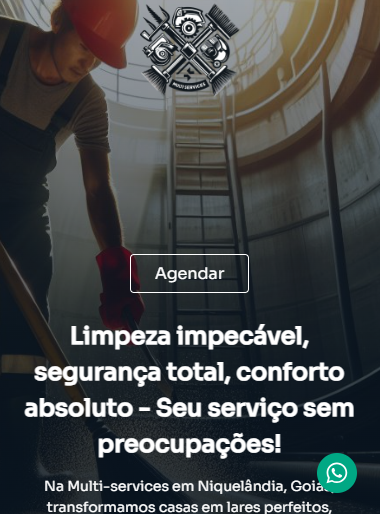 MULTI SERVICES
Agendar
Limpeza impecável,
segurança total, conforto
absoluto – Seu serviço sem
preocupações!
Na Multi-services em Niquelândia, Goiás,
transformamos casas em lares perfeitos,